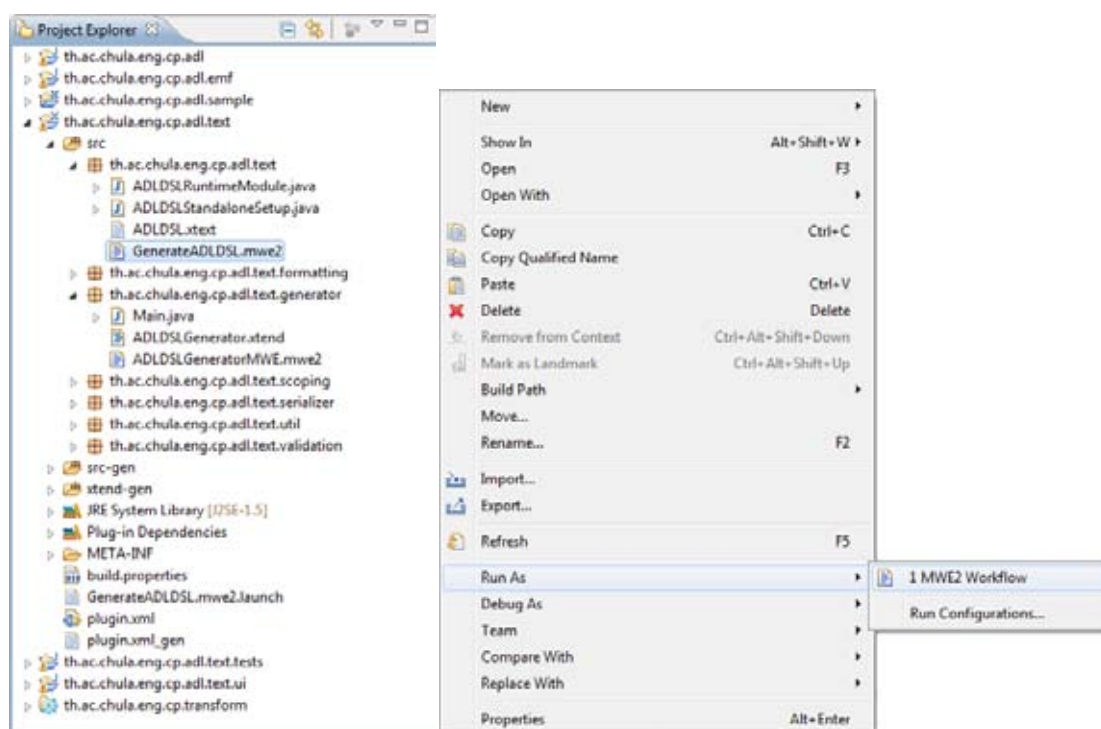 Project Explorer
th.ac.chula.eng.cp.adl
th.ac.chula.eng.cp.adl.emf
th.ac.chula.eng.cp.adl.sample
th.ac.chula.eng.cp.adl.text
src
th.ac.chula.eng.cp.adl.text
ADLDSLRuntimeModule.java
ADLDSLStandaloneSetup.java
ADLDSL.xtext
GenerateADLDSL.mwe2
th.ac.chula.eng.cp.adl.text.formatting
th.ac.chula.eng.cp.adl.text.generator
Main.java
ADLDSLGenerator.xtend
ADLDSLGeneratorMWE.mwe2
th.ac.chula.eng.cp.adl.text.scoping
th.ac.chula.eng.cp.adl.text.serializer
th.ac.chula.eng.cp.adl.text.util
th.ac.chula.eng.cp.adl.text.validation
src-gen
xtend-gen
JRE System Library [J2SE-1.5]
Plug-in Dependencies
META-INF
build.properties
GenerateADLDSL.mwe2.launch
plugin.xml
plugin.xml_gen
th.ac.chula.eng.cp.adl.text.tests
th.ac.chula.eng.cp.adl.text.ui
th.ac.chula.eng.cp.transform
New
Show In Alt+Shift+W
Open F3
Open With
Copy Ctrl+C
Copy Qualified Name
Paste Ctrl+V
Delete Delete
Remove from Context Ctrl+Alt+Shift+Down
Mark as Landmark Ctrl+Alt+Shift+Up
Build Path
Move...
Rename... F2
Import...
Export...
Refresh F5
Run As
Debug As
Team
Compare With
Replace With
Properties Alt+Enter
1 MWE2 Workflow
Run Configurations...